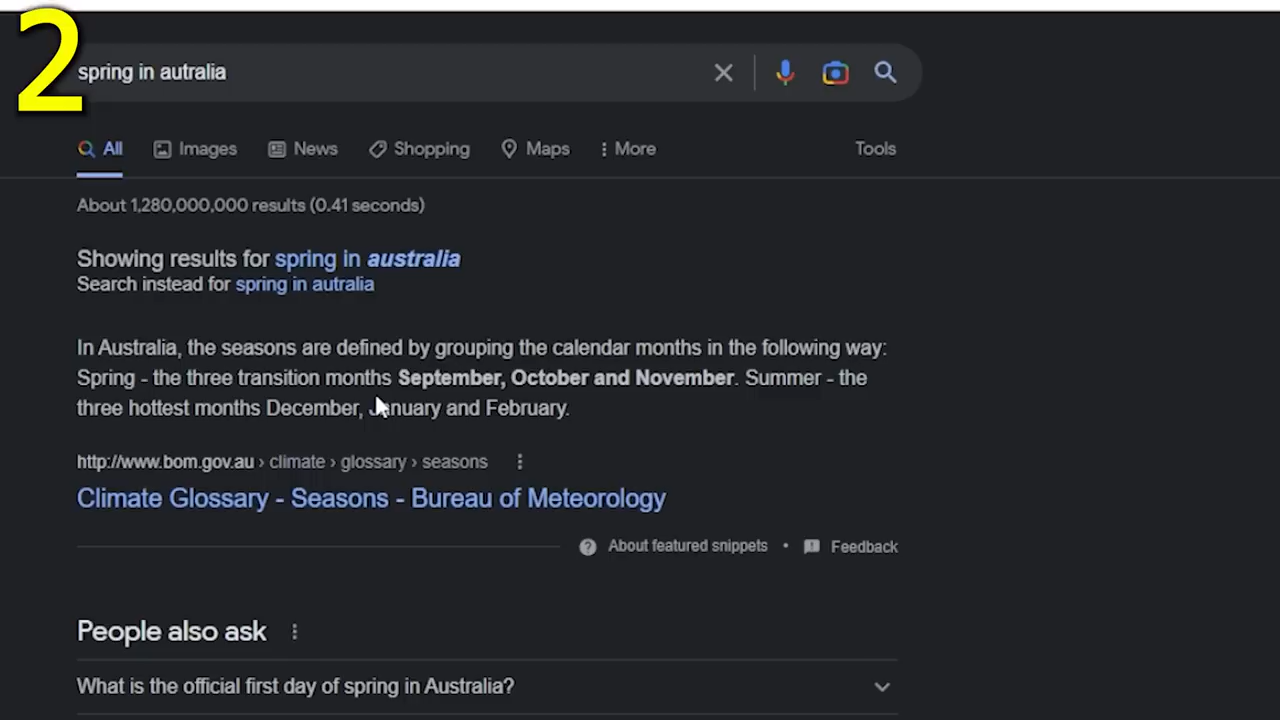 2
spring in autralia
All Images News Shopping Maps More Tools
About 1,280,000,000 results (0.41 seconds)
Showing results for spring in australia
Search instead for spring in autralia
In Australia, the seasons are defined by grouping the calendar months in the following way:
Spring - the three transition months September, October and November. Summer - the
three hottest months December, January and February.
http://www.bom.gov.au › climate › glossary › seasons
Climate Glossary - Seasons - Bureau of Meteorology
About featured snippets • Feedback
People also ask
What is the official first day of spring in Australia?